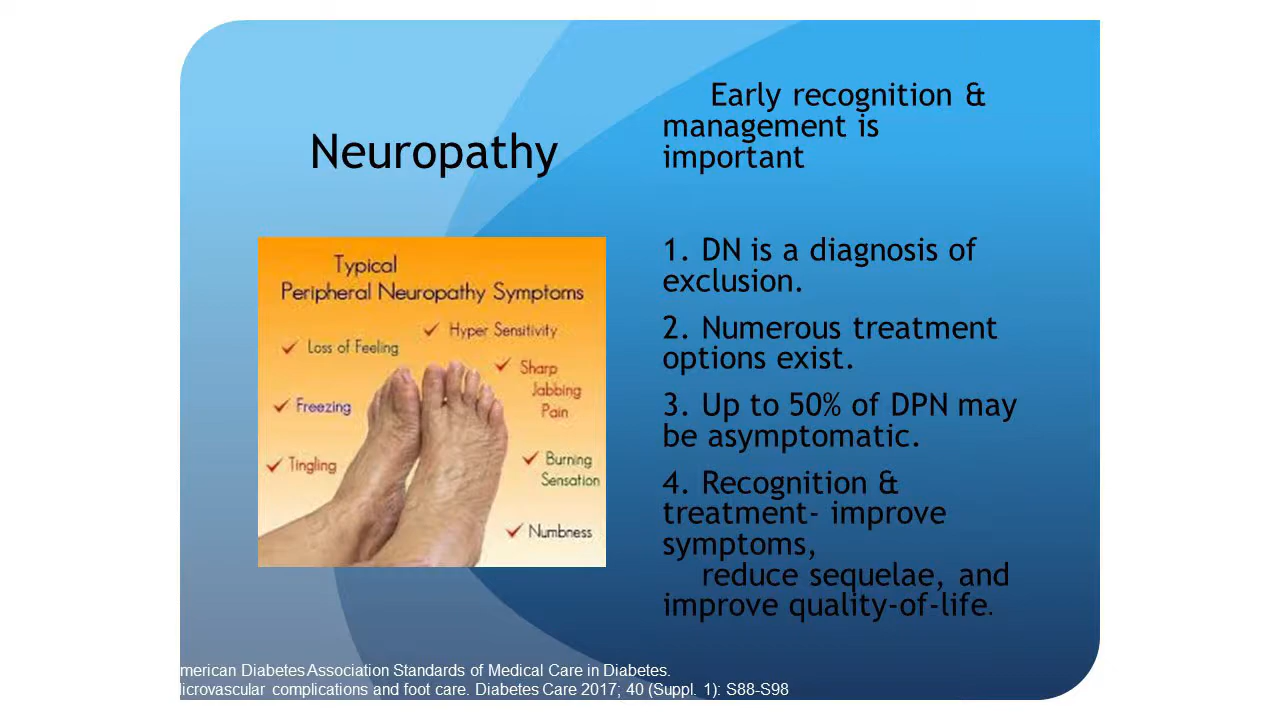 Neuropathy
Early recognition &
management is
important
Typical
Peripheral Neuropathy Symptoms
Hyper Sensitivity
Loss of Feeling
Sharp
Jabbing
Pain
Freezing
Tingling
Burning
Sensation
Numbness
1. DN is a diagnosis of
exclusion.
2. Numerous treatment
options exist.
3. Up to 50% of DPN may
be asymptomatic.
4. Recognition &
treatment- improve
symptoms,
reduce sequelae, and
improve quality-of-life.
merican Diabetes Association Standards of Medical Care in Diabetes.
icrovascular complications and foot care. Diabetes Care 2017; 40 (Suppl. 1): S88-S98